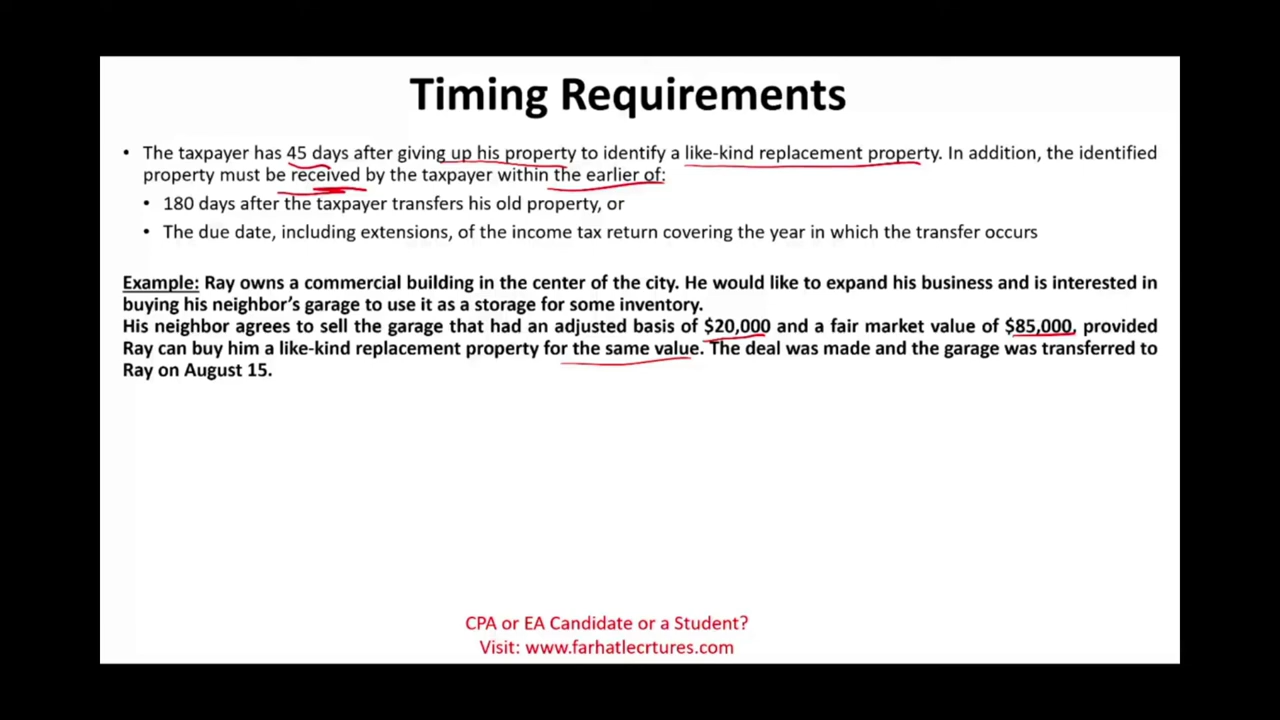 Timing Requirements
• The taxpayer has 45 days after giving up his property to identify a like-kind replacement property. In addition, the identified
property must be received by the taxpayer within the earlier of:
• 180 days after the taxpayer transfers his old property, or
• The due date, including extensions, of the income tax return covering the year in which the transfer occurs
Example: Ray owns a commercial building in the center of the city. He would like to expand his business and is interested in
buying his neighbor's garage to use it as a storage for some inventory.
His neighbor agrees to sell the garage that had an adjusted basis of $20,000 and a fair market value of $85,000, provided
Ray can buy him a like-kind replacement property for the same value. The deal was made and the garage was transferred to
Ray on August 15.
CPA or EA Candidate or a Student?
Visit: www.farhatlecrtures.com